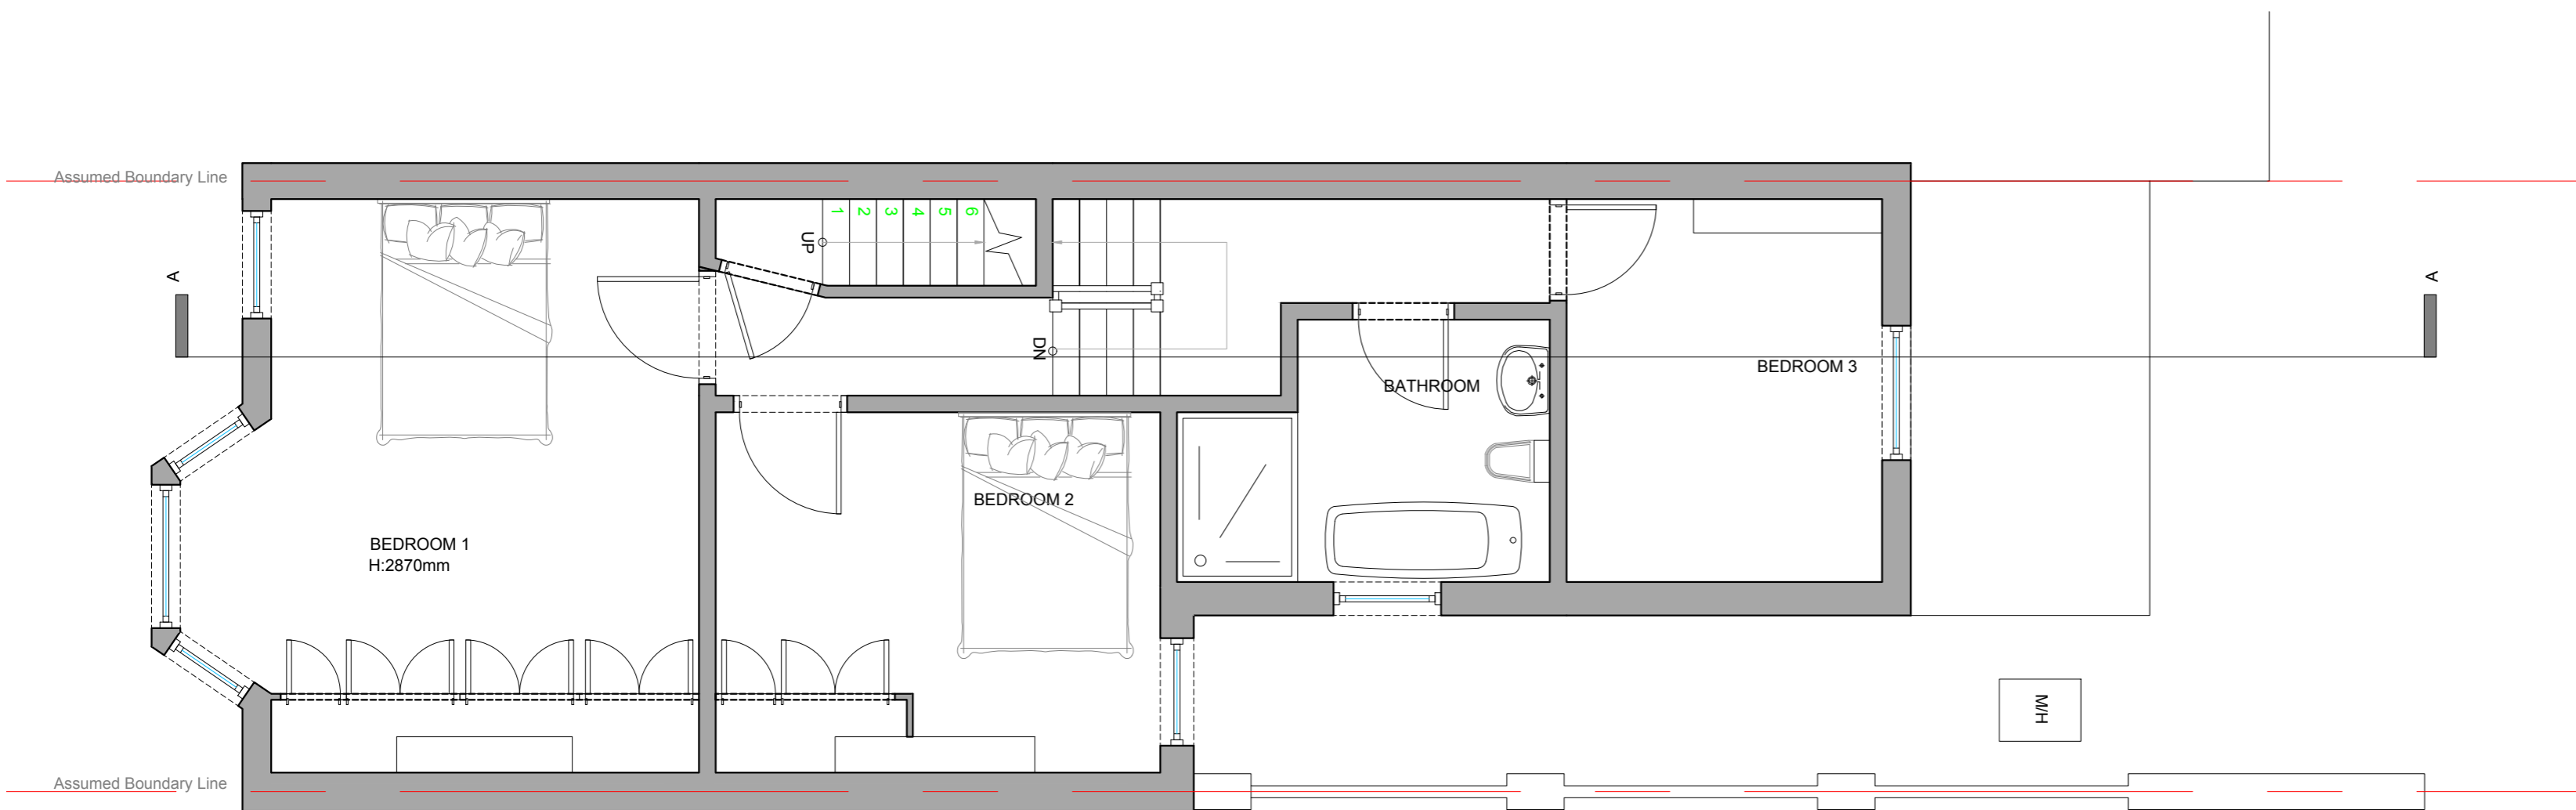 Assumed Boundary Line
A
A
1
2
3
4
5
6
UP
DN
BATHROOM
BEDROOM 3
BEDROOM 2
BEDROOM 1
H:2870mm
M/H
Assumed Boundary Line